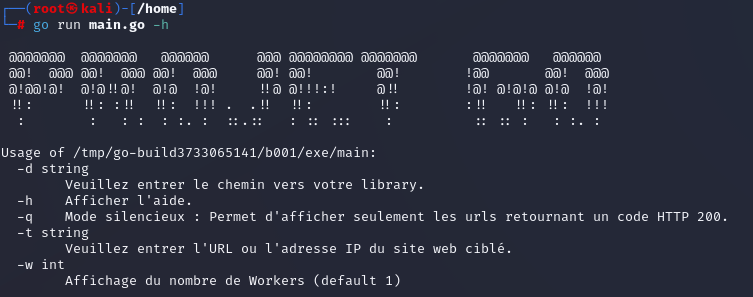 ┌──(root㉿kali)-[/home]
└─# go run main.go -h
PROJET GO
Usage of /tmp/go-build3733065141/b001/exe/main:
-d string
Veuillez entrer le chemin vers votre library.
-h Afficher l'aide.
-q Mode silencieux : Permet d'afficher seulement les urls retournant un code HTTP 200.
-t string
Veuillez entrer l'URL ou l'adresse IP du site web ciblé.
-w int
Affichage du nombre de Workers (default 1)